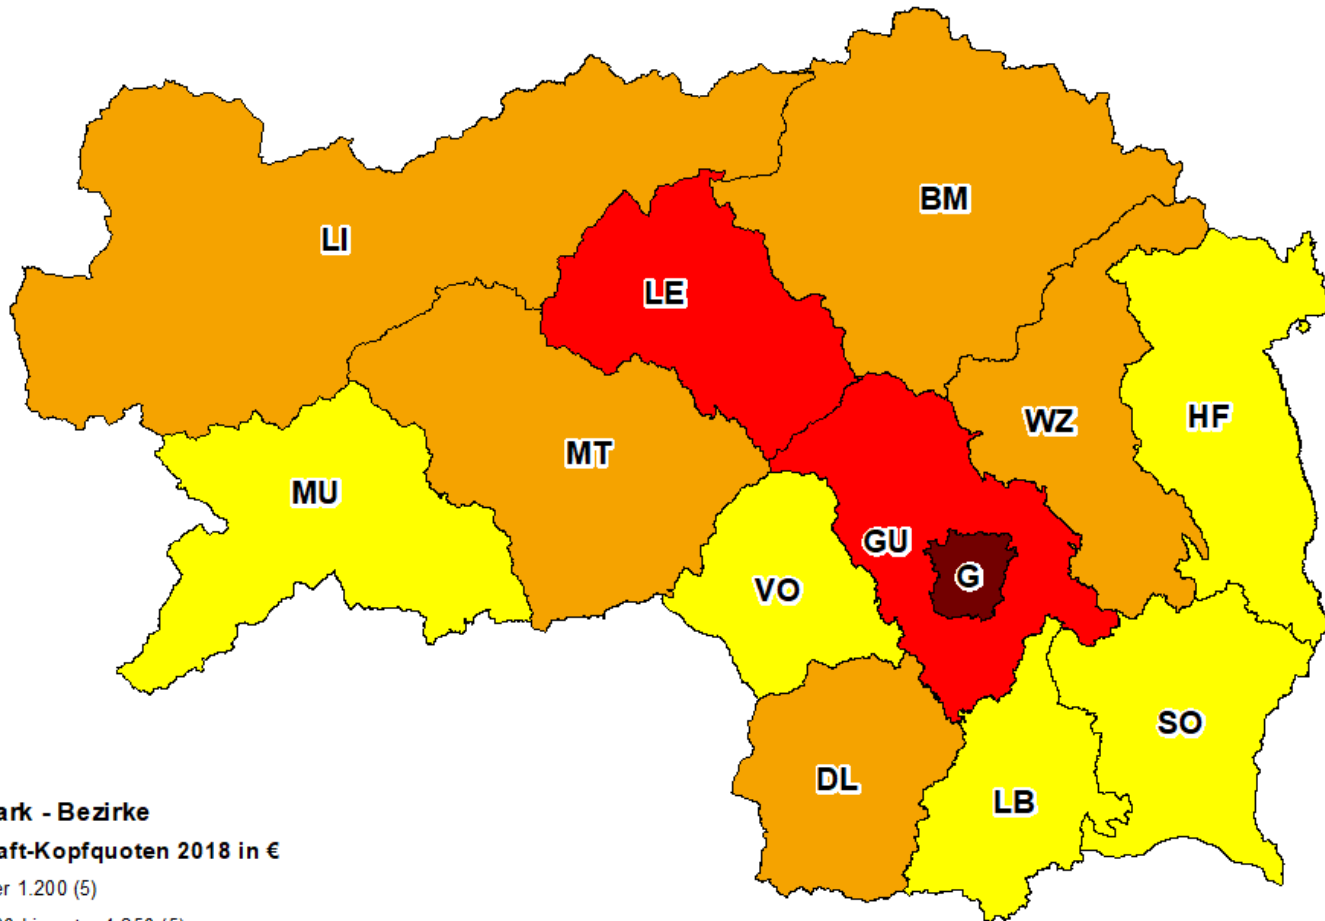 BM
LI
LE
HF
WZ
MT
MU
GU
G
VO
SO
DL
LB
ark - Bezirke
aft-Kopfquoten 2018 in €
er 1.200 (5)